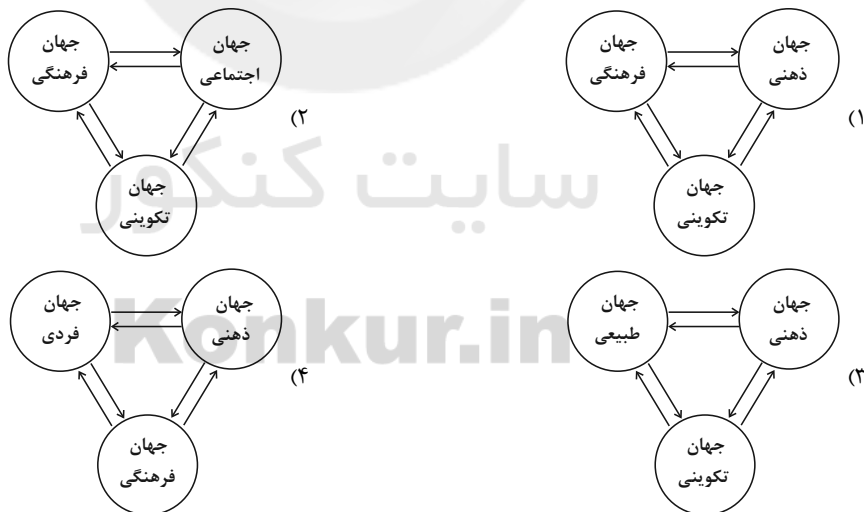 جهان
ذهنی
جهان
فرهنگی
جهان
تکوینی
(۱
جهان
اجتماعی
جهان
فرهنگی
جهان
تکوینی
(۲
سایت کنکور
Konkur.in
جهان
ذهنی
جهان
طبیعی
جهان
تکوینی
(۳
جهان
ذهنی
جهان
فردی
جهان
فرهنگی
(۴